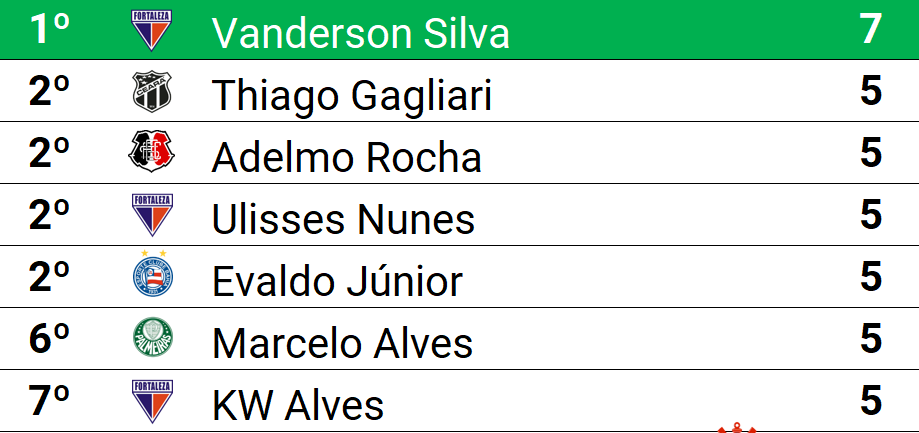 1º FORTALEZA Vanderson Silva 7
2º CEARÁ Thiago Gagliari 5
2º Adelmo Rocha 5
2º FORTALEZA Ulisses Nunes 5
2º Evaldo Júnior 5
6º PALMEIRAS Marcelo Alves 5
7º FORTALEZA KW Alves 5